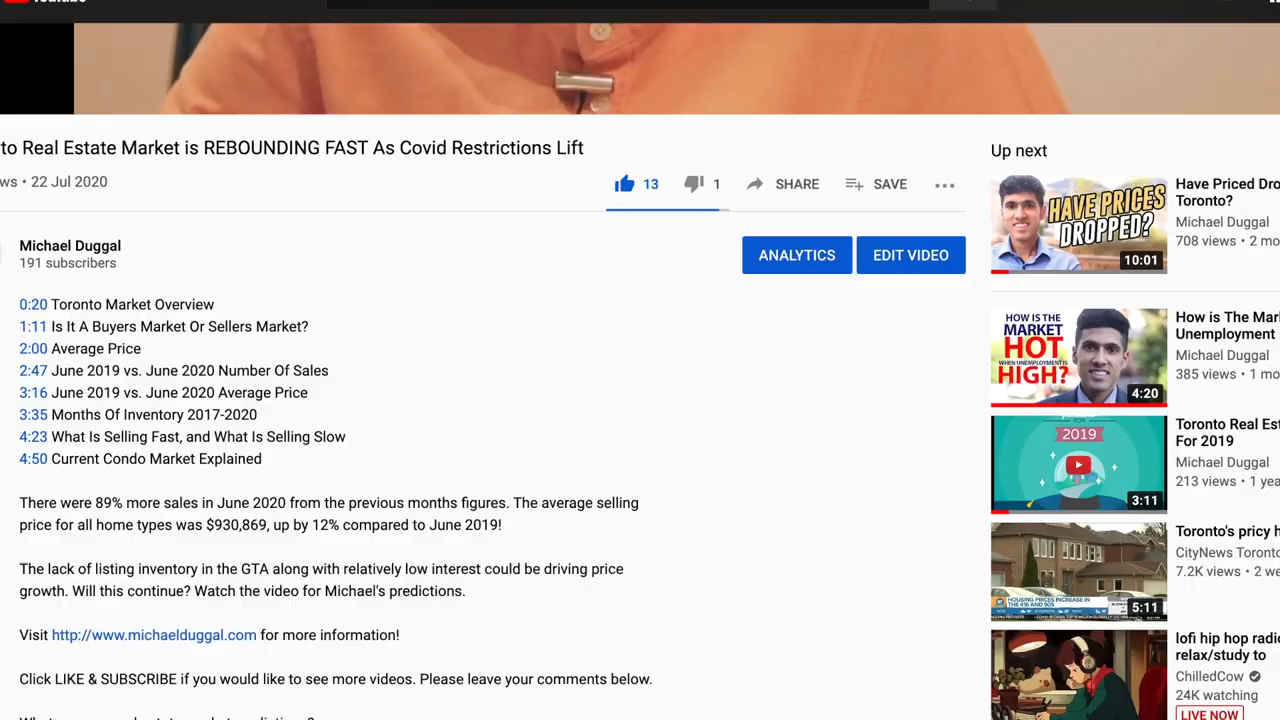 YouTube
to Real Estate Market is REBOUNDING FAST As Covid Restrictions Lift
ws • 22 Jul 2020
13
1
SHARE
SAVE
Michael Duggal
191 subscribers
ANALYTICS
EDIT VIDEO
0:20 Toronto Market Overview
1:11 Is It A Buyers Market Or Sellers Market?
2:00 Average Price
2:47 June 2019 vs. June 2020 Number Of Sales
3:16 June 2019 vs. June 2020 Average Price
3:35 Months Of Inventory 2017-2020
4:23 What Is Selling Fast, and What Is Selling Slow
4:50 Current Condo Market Explained
There were 89% more sales in June 2020 from the previous months figures. The average selling
price for all home types was $930,869, up by 12% compared to June 2019!
The lack of listing inventory in the GTA along with relatively low interest could be driving price
growth. Will this continue? Watch the video for Michael's predictions.
Visit http://www.michaelduggal.com for more information!
Click LIKE & SUBSCRIBE if you would like to see more videos. Please leave your comments below.
Up next
HAVE PRICES
DROPPED?
10:01
Have Priced Dro
Toronto?
Michael Duggal
708 views • 2 mo
HOW IS THE
MARKET
HOT
WHEN UNEMPLOYMENT IS
HIGH?
4:20
How is The Mar
Unemployment
Michael Duggal
385 views • 1 mo
FOR
2019
3:11
Toronto Real Est
For 2019
Michael Duggal
213 views • 1 yea
HOUSING PRICES INCREASE IN
THE 416 AND 905
5:11
Toronto's pricy h
CityNews Toronto
7.2K views • 2 we
lofi hip hop radi
relax/study to
ChilledCow
24K watching
LIVE NOW